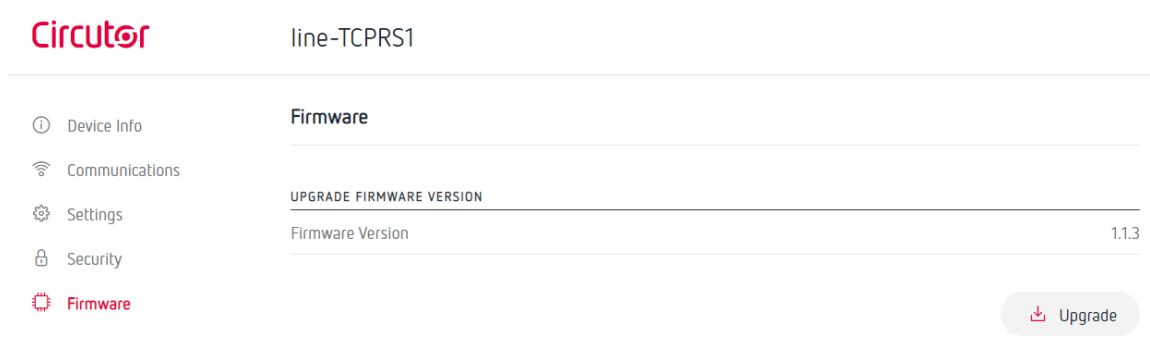 Circutor
line-TCPRS1
Device Info
Communications
Settings
Security
Firmware
Firmware
UPGRADE FIRMWARE VERSION
Firmware Version 1.1.3
Upgrade